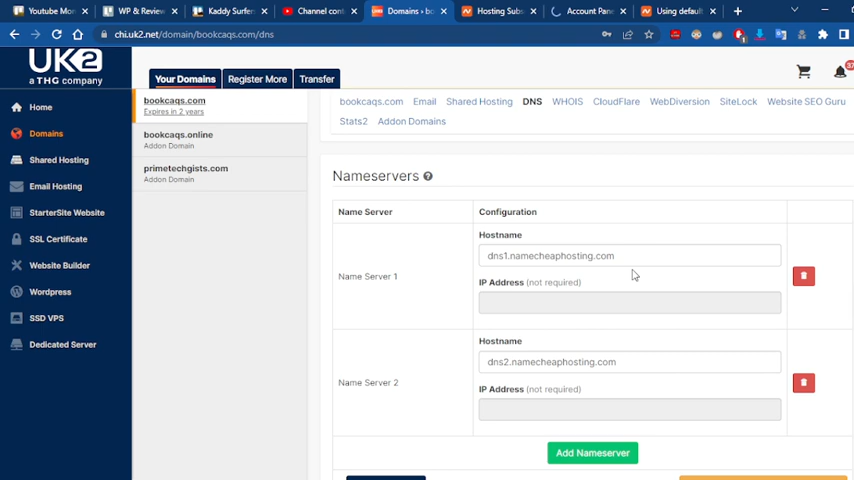 Youtube Mon
WP & Review
Kaddy Surfer
Channel cont
Domains › bo
Hosting Subs
Account Pane
Using default
chi.uk2.net/domain/bookcaqs.com/dns
UK2
a THG company
Your Domains
Register More
Transfer
37
Home
Domains
Shared Hosting
Email Hosting
StarterSite Website
SSL Certificate
Website Builder
Wordpress
SSD VPS
Dedicated Server
bookcaqs.com
Expires in 2 years
bookcaqs.online
Addon Domain
primetechgists.com
Addon Domain
bookcaqs.com Email Shared Hosting DNS WHOIS CloudFlare WebDiversion SiteLock Website SEO Guru
Stats2 Addon Domains
Nameservers
Name Server Configuration
Hostname
dns1.namecheaphosting.com
Name Server 1
IP Address (not required)
Hostname
dns2.namecheaphosting.com
Name Server 2
IP Address (not required)
Add Nameserver